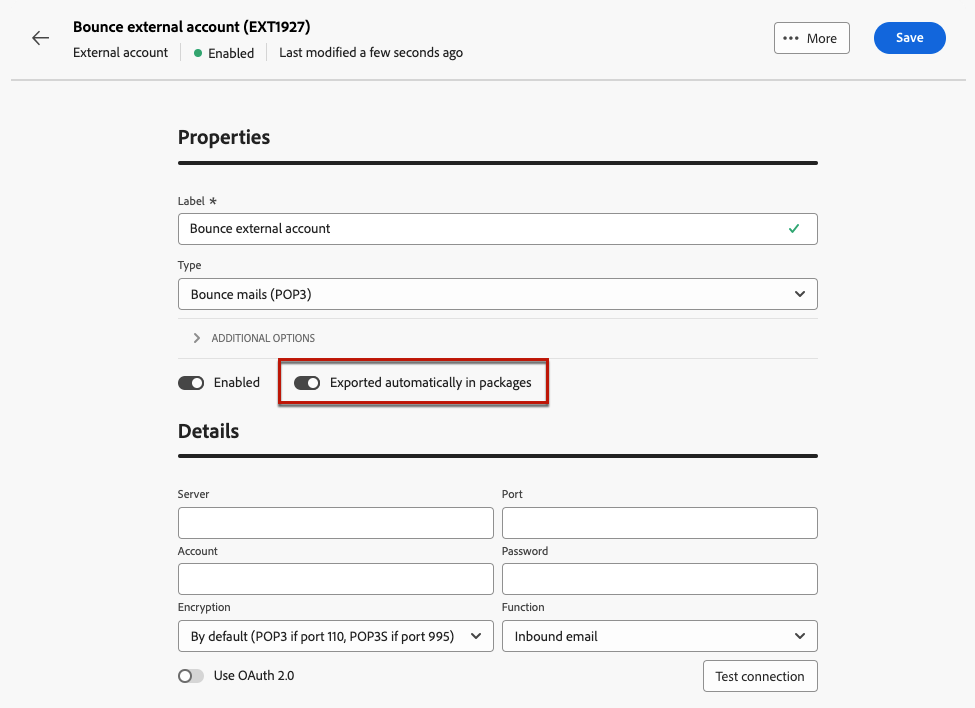 Bounce external account (EXT1927)
External account Enabled Last modified a few seconds ago
••• More
Save
Properties
Label *
Bounce external account
Type
Bounce mails (POP3)
ADDITIONAL OPTIONS
Enabled Exported automatically in packages
Details
Server Port
Account Password
Encryption Function
By default (POP3 if port 110, POP3S if port 995) Inbound email
Use OAuth 2.0 Test connection